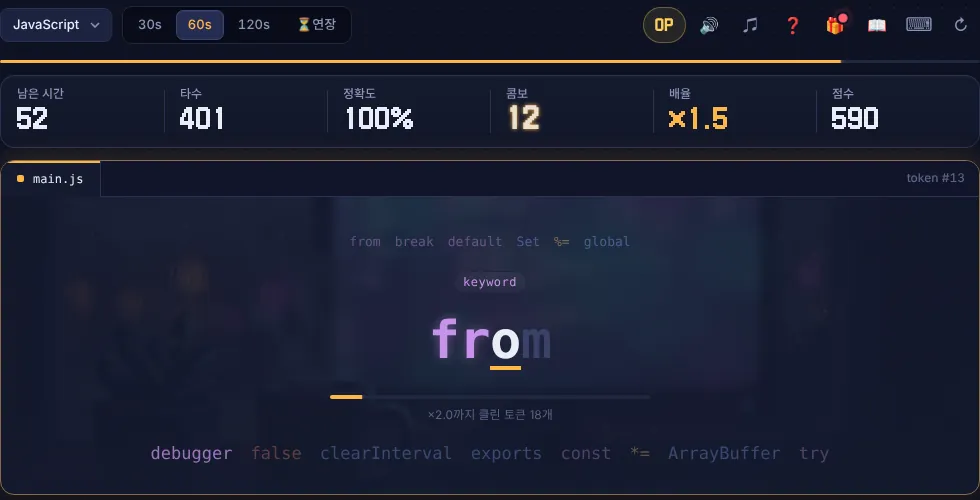 JavaScript 30s 60s 120s ⏳연장 OP
남은 시간 타수 정확도 콤보 배율 점수
52 401 100% 12 ×1.5 590
main.js token #13
from break default Set %= global
keyword
from
×2.0까지 클린 토큰 18개
debugger false clearInterval exports const *= ArrayBuffer try